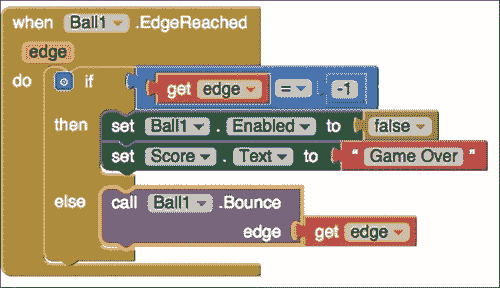 when Ball1 .EdgeReached
edge
do if get edge = -1
then set Ball1 . Enabled to false
set Score . Text to “ Game Over ”
else call Ball1 .Bounce
edge get edge